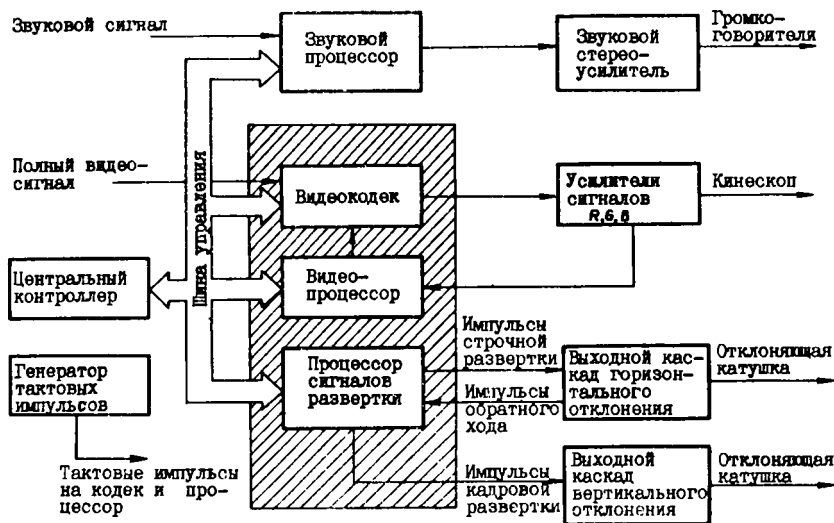 Звуковой сигнал
Звуковой
процессор
Звуковой
стерео-
усилитель
Громко-
говорители
Полный видео-
сигнал
Шина управления
Видеокодек
Усилители
сигналов
R,G,B
Кинескоп
Центральный
контроллер
Видео-
процессор
Генератор
тактовых
импульсов
Процессор
сигналов
развертки
Импульсы
строчной
развертки
Импульсы
обратного
хода
Выходной кас-
кад горизон-
тального
отклонения
Отклоняющая
катушка
Тактовые импульсы
на кодек и про-
цессор
Импульсы
кадровой
развертки
Выходной
каскад
вертикального
отклонения
Отклоняющая
катушка